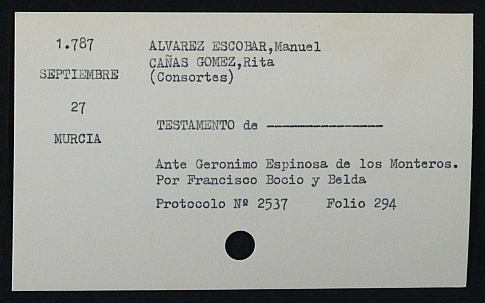 1.787
SEPTIEMBRE
27
MURCIA
ALVAREZ ESCOBAR,Manuel
CAÑAS GOMEZ,Rita
(Consortes)
TESTAMENTO de ----------------
Ante Geronimo Espinosa de los Monteros.
Por Francisco Bocio y Belda
Protocolo Nº 2537 Folio 294